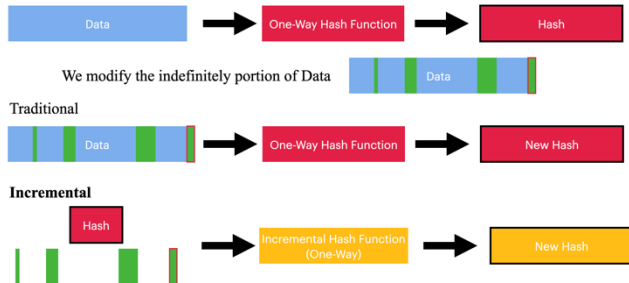 Data One-Way Hash Function Hash
We modify the indefinitely portion of Data Data
Traditional
Data One-Way Hash Function New Hash
Incremental
Hash
Incremental Hash Function
(One-Way)
New Hash